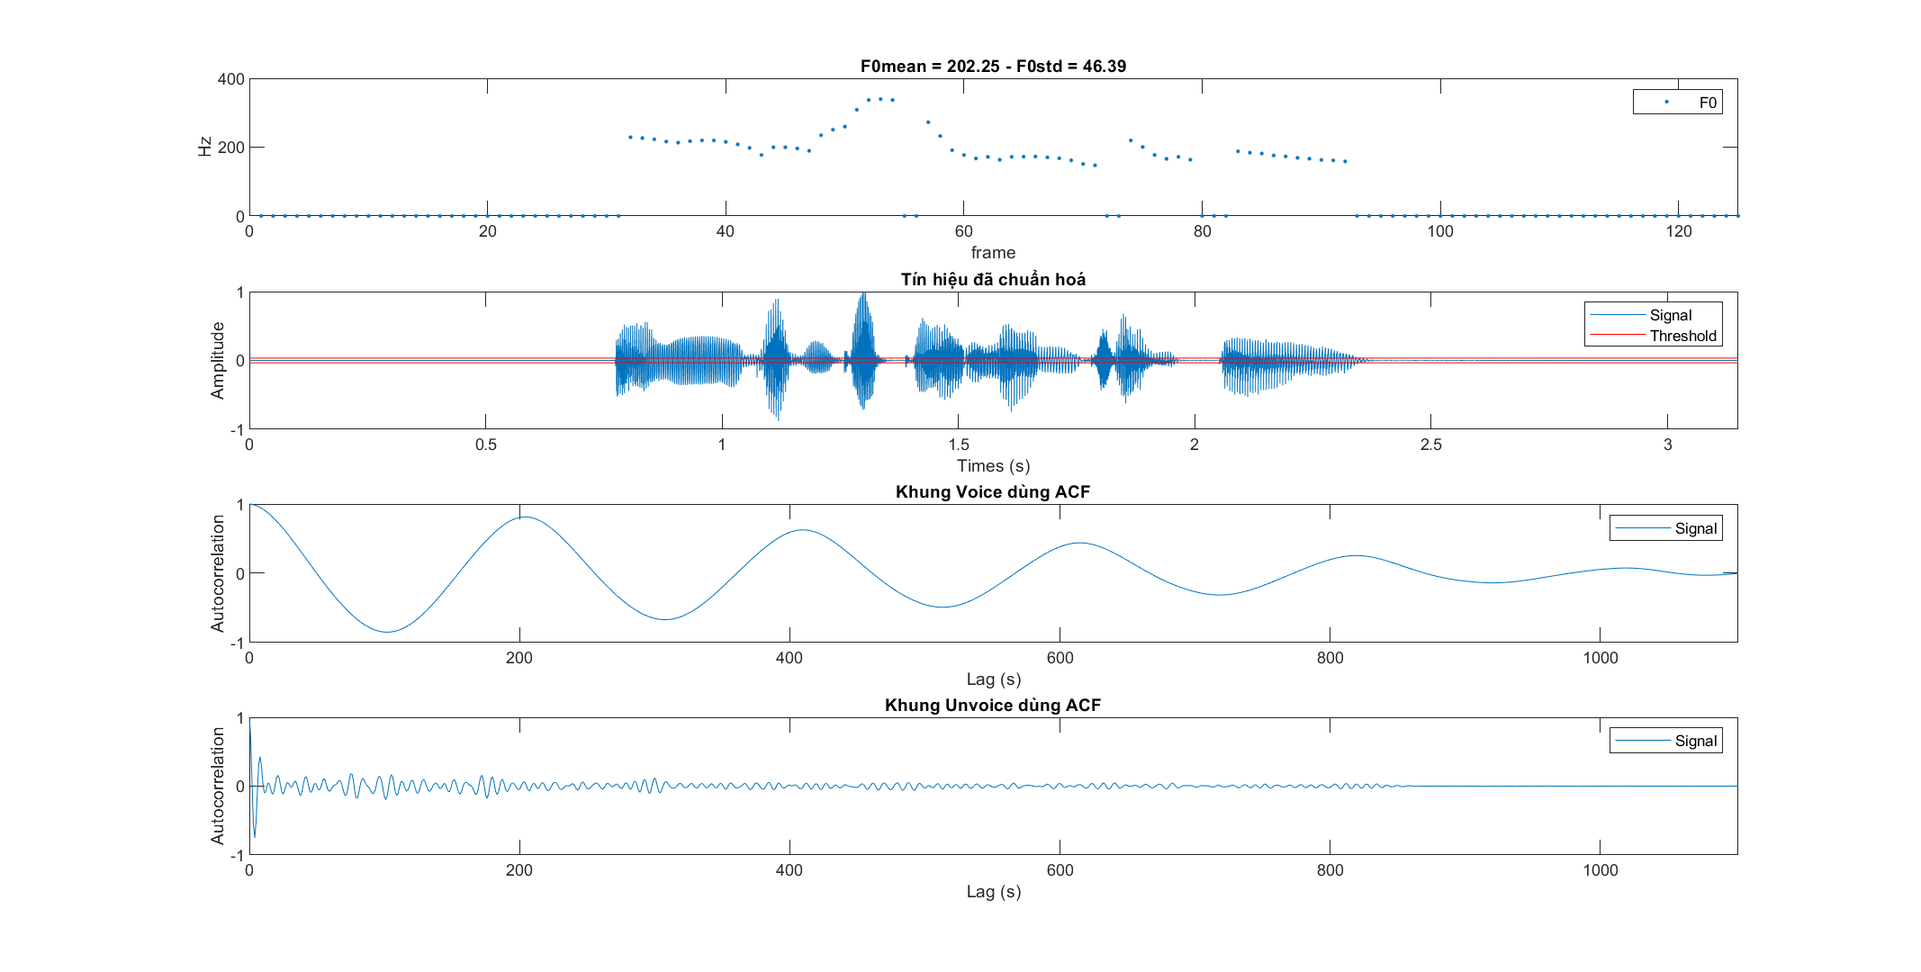 F0mean = 202.25 - F0std = 46.39
400
200
0
Hz
F0
0 20 40 60 80 100 120
frame
Tín hiệu đã chuẩn hoá
1
0
-1
Amplitude
Signal
Threshold
0 0.5 1 1.5 2 2.5 3
Times (s)
Khung Voice dùng ACF
1
0
-1
Autocorrelation
Signal
0 200 400 600 800 1000
Lag (s)
Khung Unvoice dùng ACF
1
0
-1
Autocorrelation
Signal
0 200 400 600 800 1000
Lag (s)